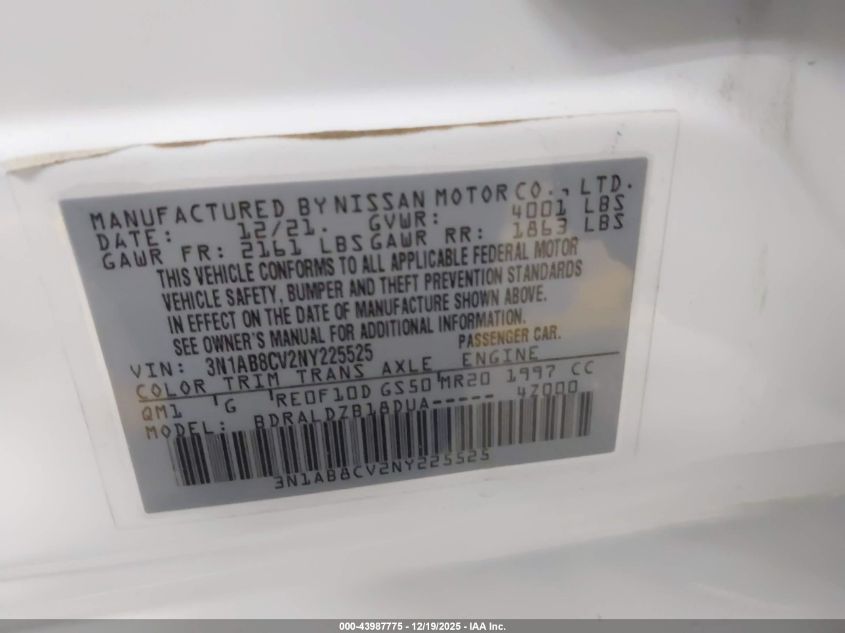 MANUFACTURED BY NISSAN MOTOR CO., LTD.
DATE: 12/21. GVWR: 4001 LBS
GAWR FR: 2161 LBS GAWR RR: 1863 LBS
THIS VEHICLE CONFORMS TO ALL APPLICABLE FEDERAL MOTOR
VEHICLE SAFETY, BUMPER AND THEFT PREVENTION STANDARDS
IN EFFECT ON THE DATE OF MANUFACTURE SHOWN ABOVE.
SEE OWNER'S MANUAL FOR ADDITIONAL INFORMATION.
VIN: 3N1AB8CV2NY225525 PASSENGER CAR.
COLOR TRIM TRANS AXLE ENGINE
QM1 G RE0F10D GS50 MR20 1997 CC
MODEL: BDRALDZB18DUA----- 4Z000
3N1AB8CV2NY225525
000-43987775 - 12/19/2025 - IAA Inc.